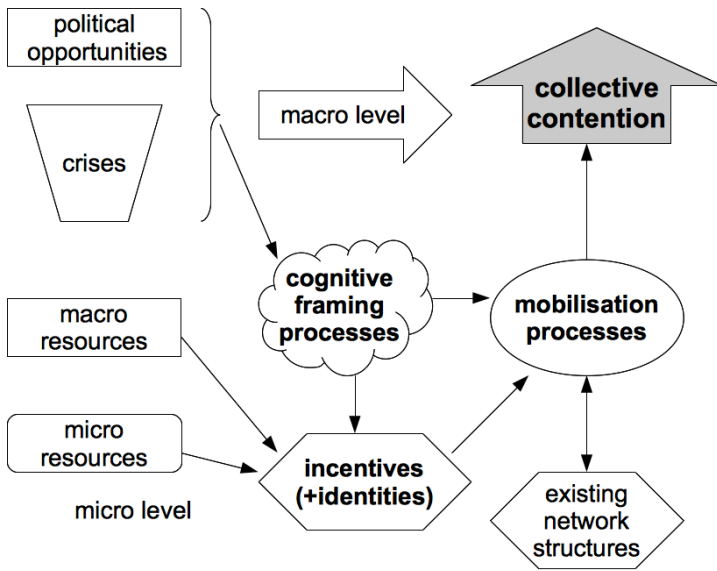 political
opportunities
crises
macro level
collective
contention
cognitive
framing
processes
mobilisation
processes
macro
resources
micro
resources
micro level
incentives
(+identities)
existing
network
structures